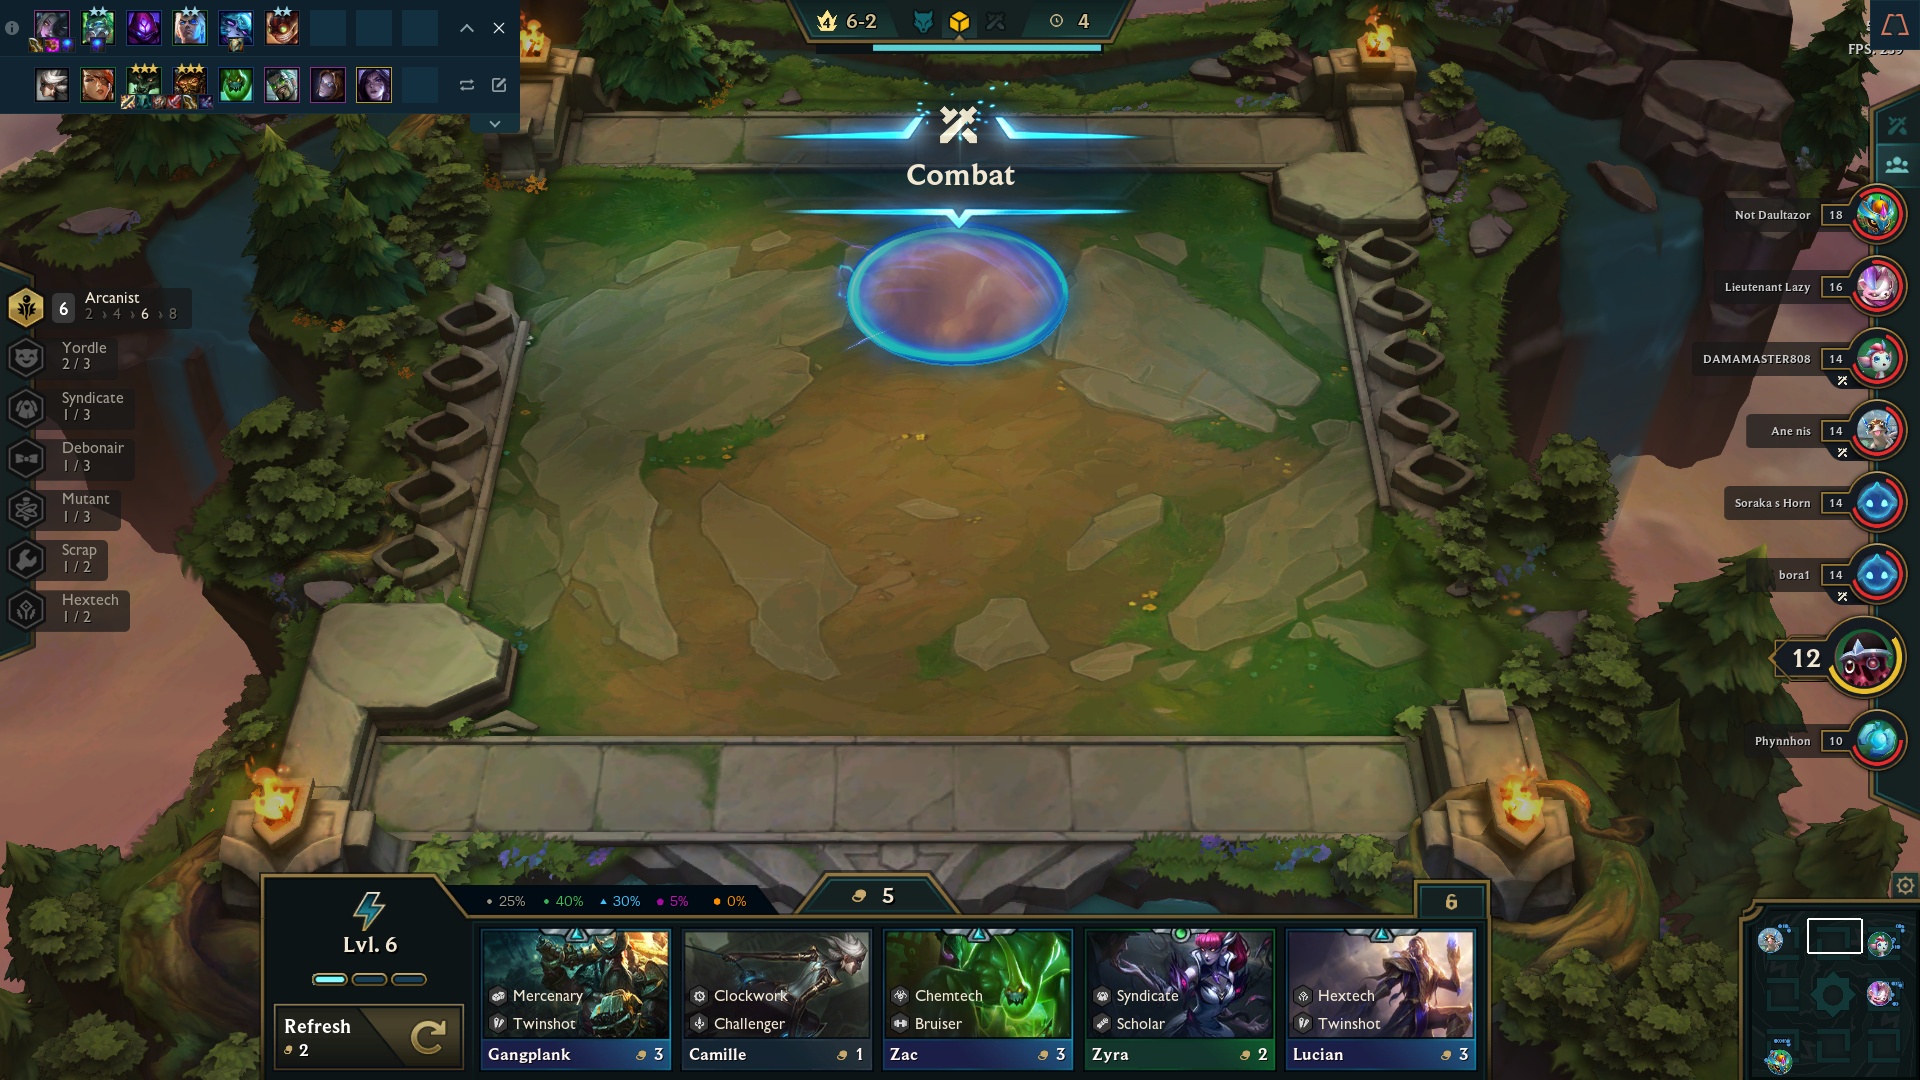 4 6-2
4
FPS: 239
Combat
6
Arcanist
2 › 4 › 6 › 8
Yordle
2 / 3
Syndicate
1 / 3
Debonair
1 / 3
Mutant
1 / 3
Scrap
1 / 2
Hextech
1 / 2
Not Daultazor 18
Lieutenant Lazy 16
DAMAMASTER808 14
Ane nis 14
Soraka s Horn 14
bora1 14
12
Phynnhon 10
Lvl. 6
25% 40% 30% 5% 0%
5
6
Refresh
2
Mercenary
Twinshot
Gangplank 3
Clockwork
Challenger
Camille 1
Chemtech
Bruiser
Zac 3
Syndicate
Scholar
Zyra 2
Hextech
Twinshot
Lucian 3